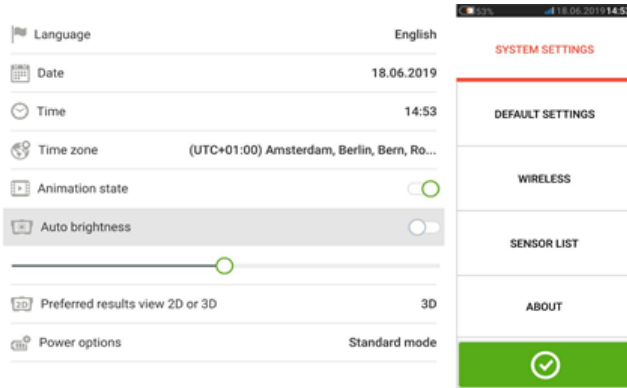 Language English
Date 18.06.2019
Time 14:53
Time zone (UTC+01:00) Amsterdam, Berlin, Bern, Ro...
Animation state
Auto brightness
2D Preferred results view 2D or 3D 3D
Power options Standard mode
53% 18.06.2019 14:53
SYSTEM SETTINGS
DEFAULT SETTINGS
WIRELESS
SENSOR LIST
ABOUT